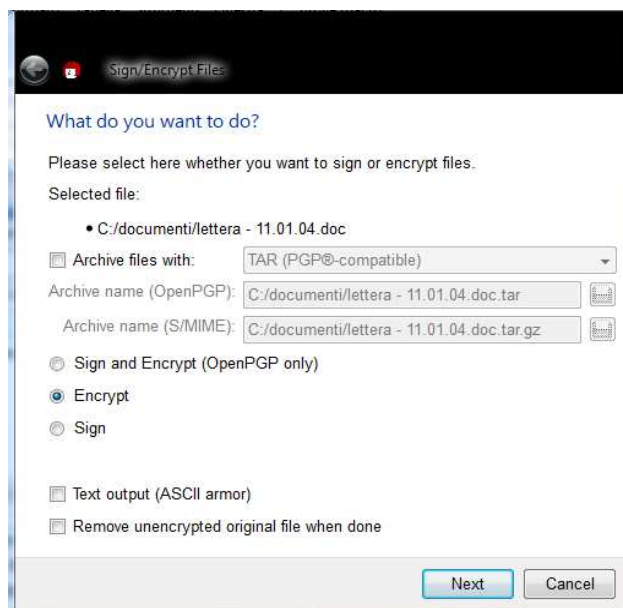 Sign/Encrypt Files
What do you want to do?
Please select here whether you want to sign or encrypt files.
Selected file:
• C:/documenti/lettera - 11.01.04.doc
Archive files with: TAR (PGP®-compatible)
Archive name (OpenPGP): C:/documenti/lettera - 11.01.04.doc.tar
Archive name (S/MIME): C:/documenti/lettera - 11.01.04.doc.tar.gz
Sign and Encrypt (OpenPGP only)
Encrypt
Sign
Text output (ASCII armor)
Remove unencrypted original file when done
Next Cancel